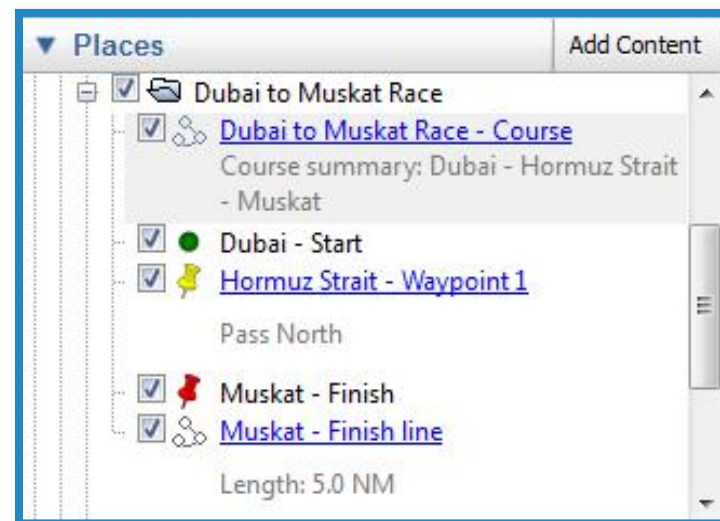 Places
Add Content
Dubai to Muskat Race
Dubai to Muskat Race - Course
Course summary: Dubai - Hormuz Strait
- Muskat
Dubai - Start
Hormuz Strait - Waypoint 1
Pass North
Muskat - Finish
Muskat - Finish line
Length: 5.0 NM